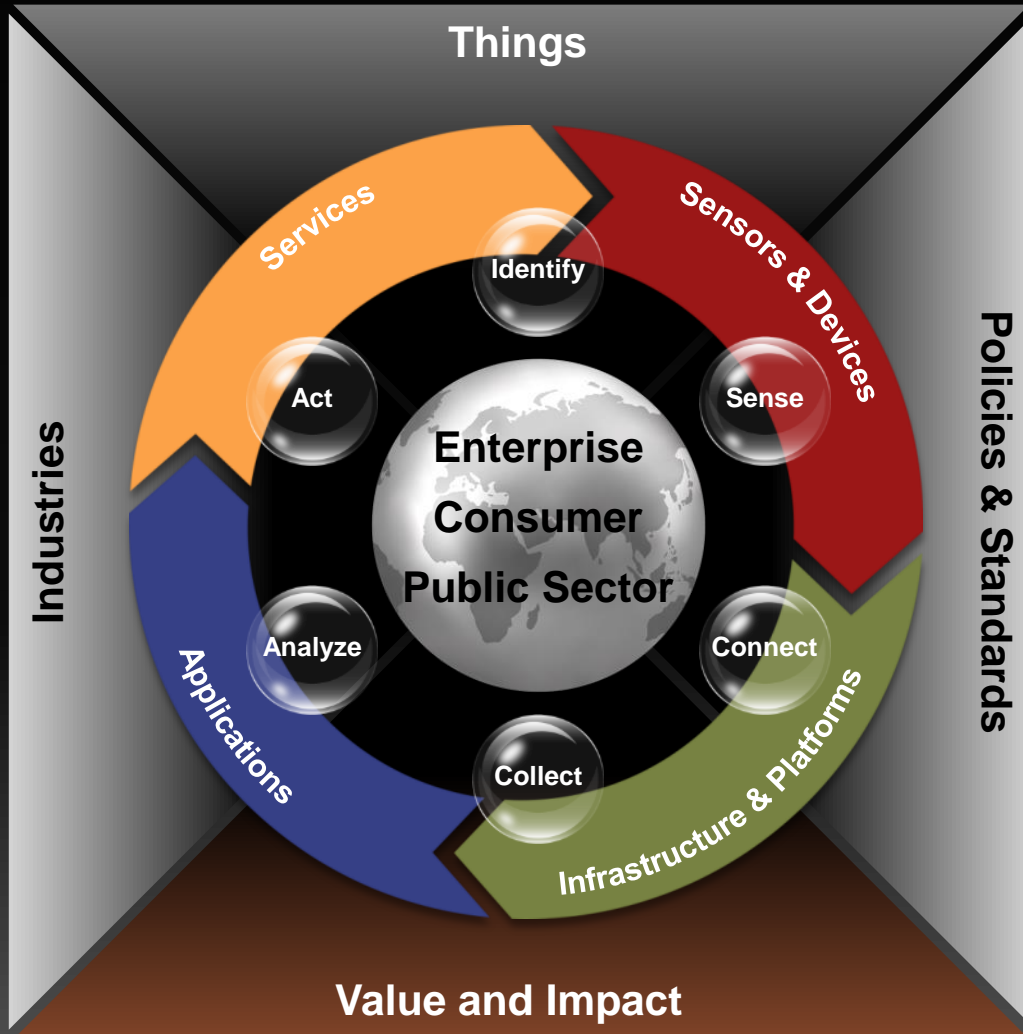 Things
Services
Sensors & Devices
Identify
Act
Sense
Industries
Policies & Standards
Enterprise
Consumer
Public Sector
Analyze
Connect
Applications
Collect
Infrastructure & Platforms
Value and Impact